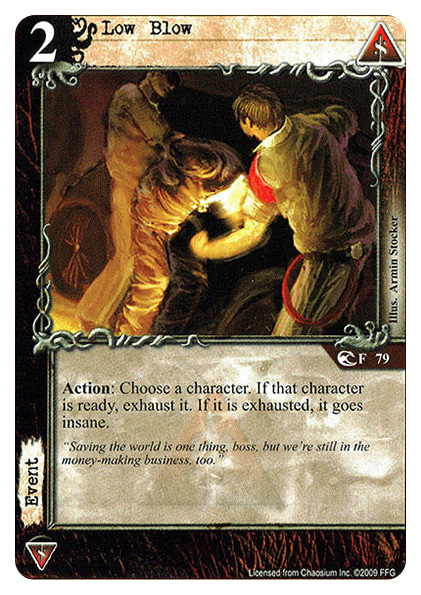 2
Low Blow
$
Illus. Armin Stocker
F 79
Action: Choose a character. If that character
is ready, exhaust it. If it is exhausted, it goes
insane.
“Saving the world is one thing, boss, but we’re still in the
money-making business, too.”
Event
$
Licensed from Chaosium Inc. ©2009 FFG